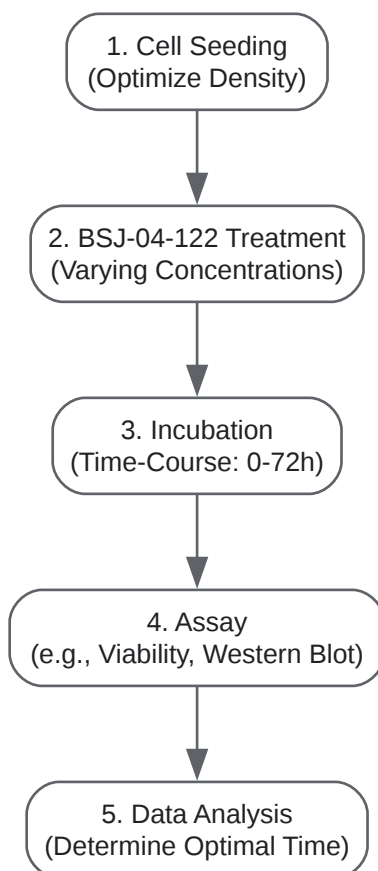 1. Cell Seeding
(Optimize Density)
2. BSJ-04-122 Treatment
(Varying Concentrations)
3. Incubation
(Time-Course: 0-72h)
4. Assay
(e.g., Viability, Western Blot)
5. Data Analysis
(Determine Optimal Time)